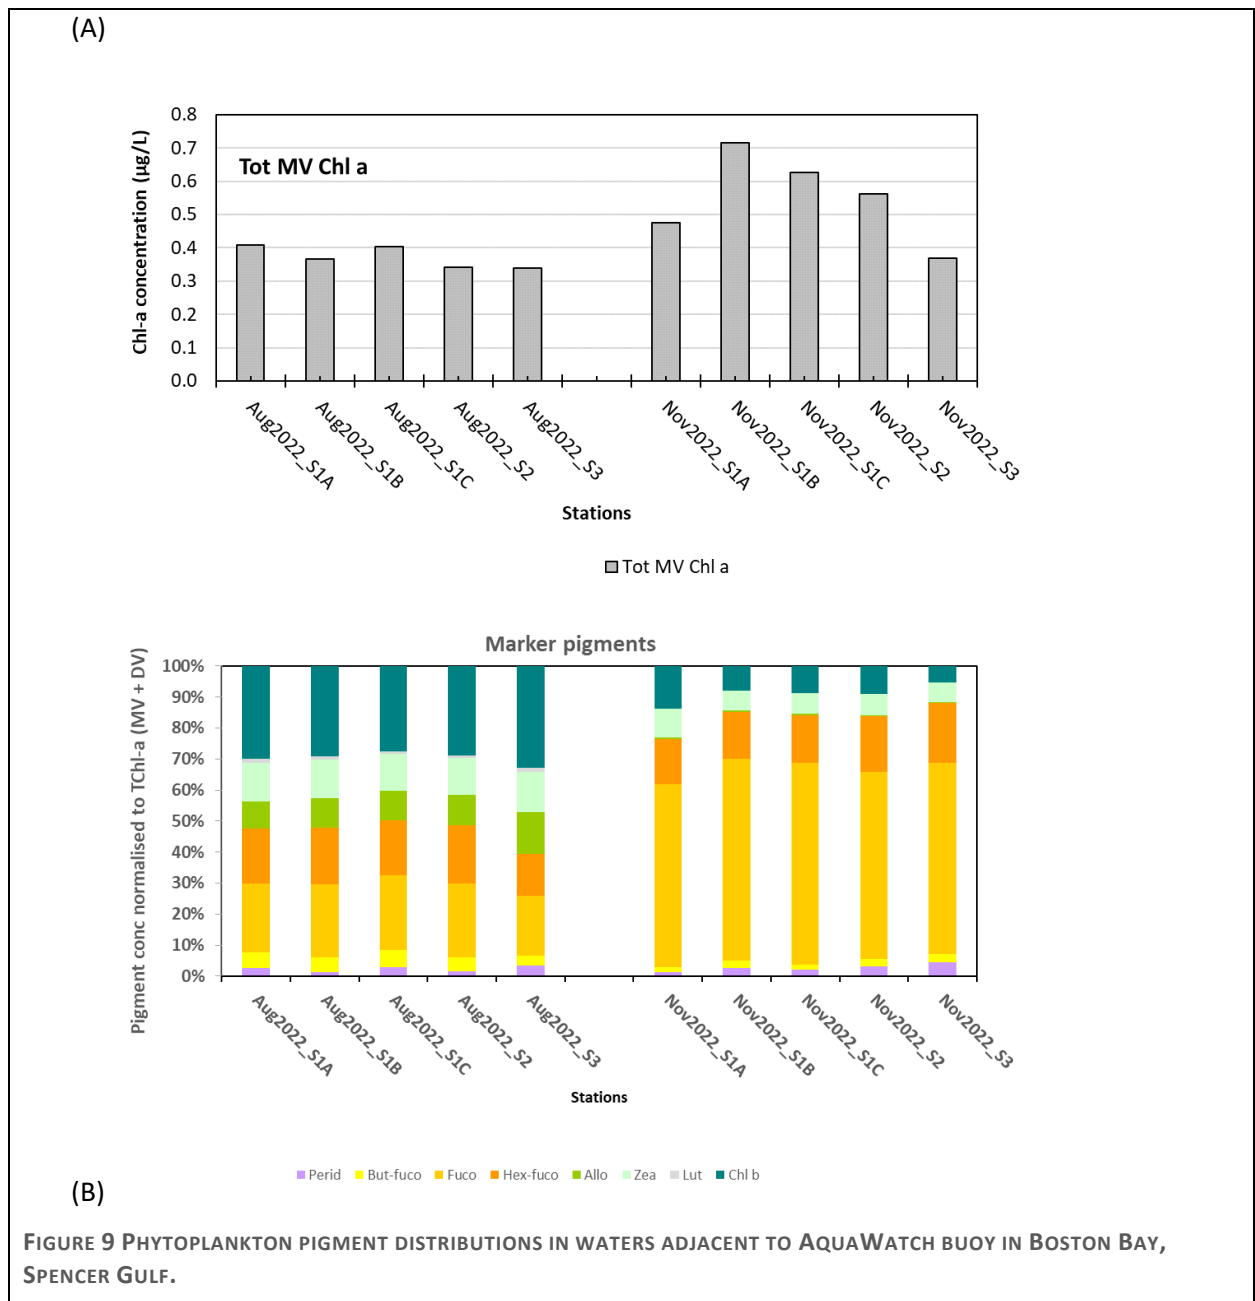 (A)
0.8
0.7
0.6
0.5
0.4
0.3
0.2
0.1
0.0
Chl-a concentration (µg/L)
Tot MV Chl a
Aug2022_S1A
Aug2022_S1B
Aug2022_S1C
Aug2022_S2
Aug2022_S3
Nov2022_S1A
Nov2022_S1B
Nov2022_S1C
Nov2022_S2
Nov2022_S3
Stations
Tot MV Chl a
Marker pigments
100%
90%
80%
70%
60%
50%
40%
30%
20%
10%
0%
Pigment conc normalised to TChl-a (MV + DV)
Aug2022_S1A
Aug2022_S1B
Aug2022_S1C
Aug2022_S2
Aug2022_S3
Nov2022_S1A
Nov2022_S1B
Nov2022_S1C
Nov2022_S2
Nov2022_S3
Stations
Perid But-fuco Fuco Hex-fuco Allo Zea Lut Chl b
(B)
FIGURE 9 PHYTOPLANKTON PIGMENT DISTRIBUTIONS IN WATERS ADJACENT TO AQUAWATCH BUOY IN BOSTON BAY,
SPENCER GULF.